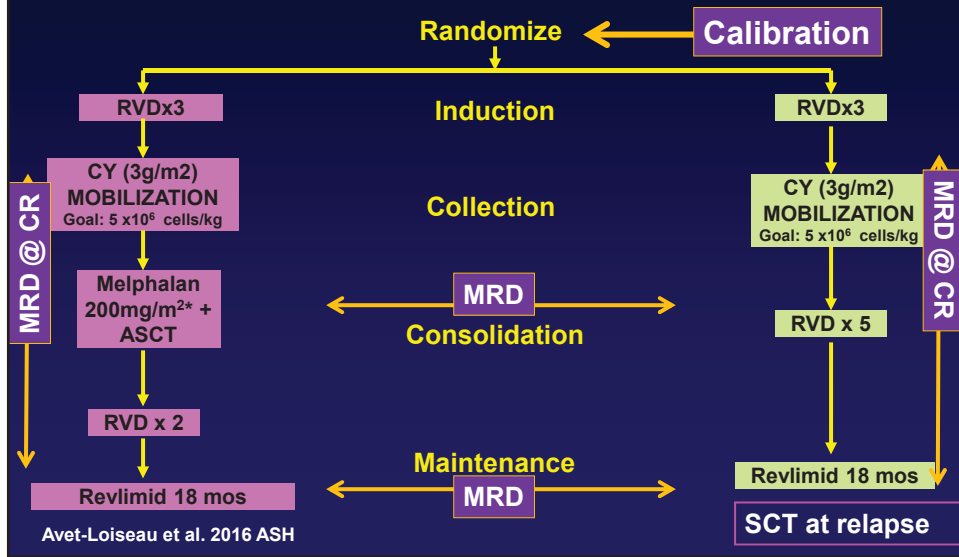 Randomize
Calibration
RVDx3
Induction
RVDx3
CY (3g/m2)
MOBILIZATION
Goal: 5 x10⁶ cells/kg
Collection
CY (3g/m2)
MOBILIZATION
Goal: 5 x10⁶ cells/kg
MRD @ CR
MRD @ CR
Melphalan
200mg/m²* +
ASCT
MRD
Consolidation
RVD x 5
RVD x 2
Maintenance
MRD
Revlimid 18 mos
Revlimid 18 mos
Avet-Loiseau et al. 2016 ASH
SCT at relapse